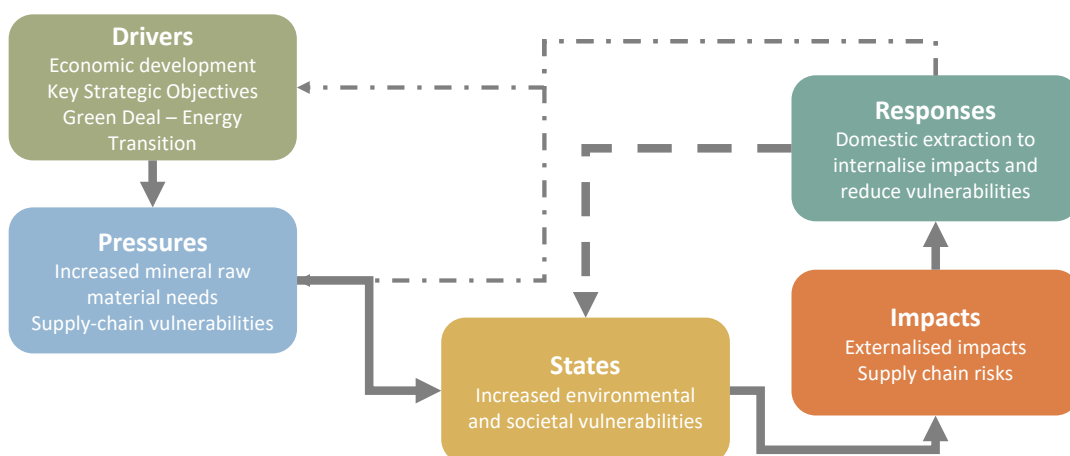 Drivers
Economic development
Key Strategic Objectives
Green Deal – Energy
Transition
Pressures
Increased mineral raw
material needs
Supply-chain vulnerabilities
States
Increased environmental
and societal vulnerabilities
Impacts
Externalised impacts
Supply chain risks
Responses
Domestic extraction to
internalise impacts and
reduce vulnerabilities